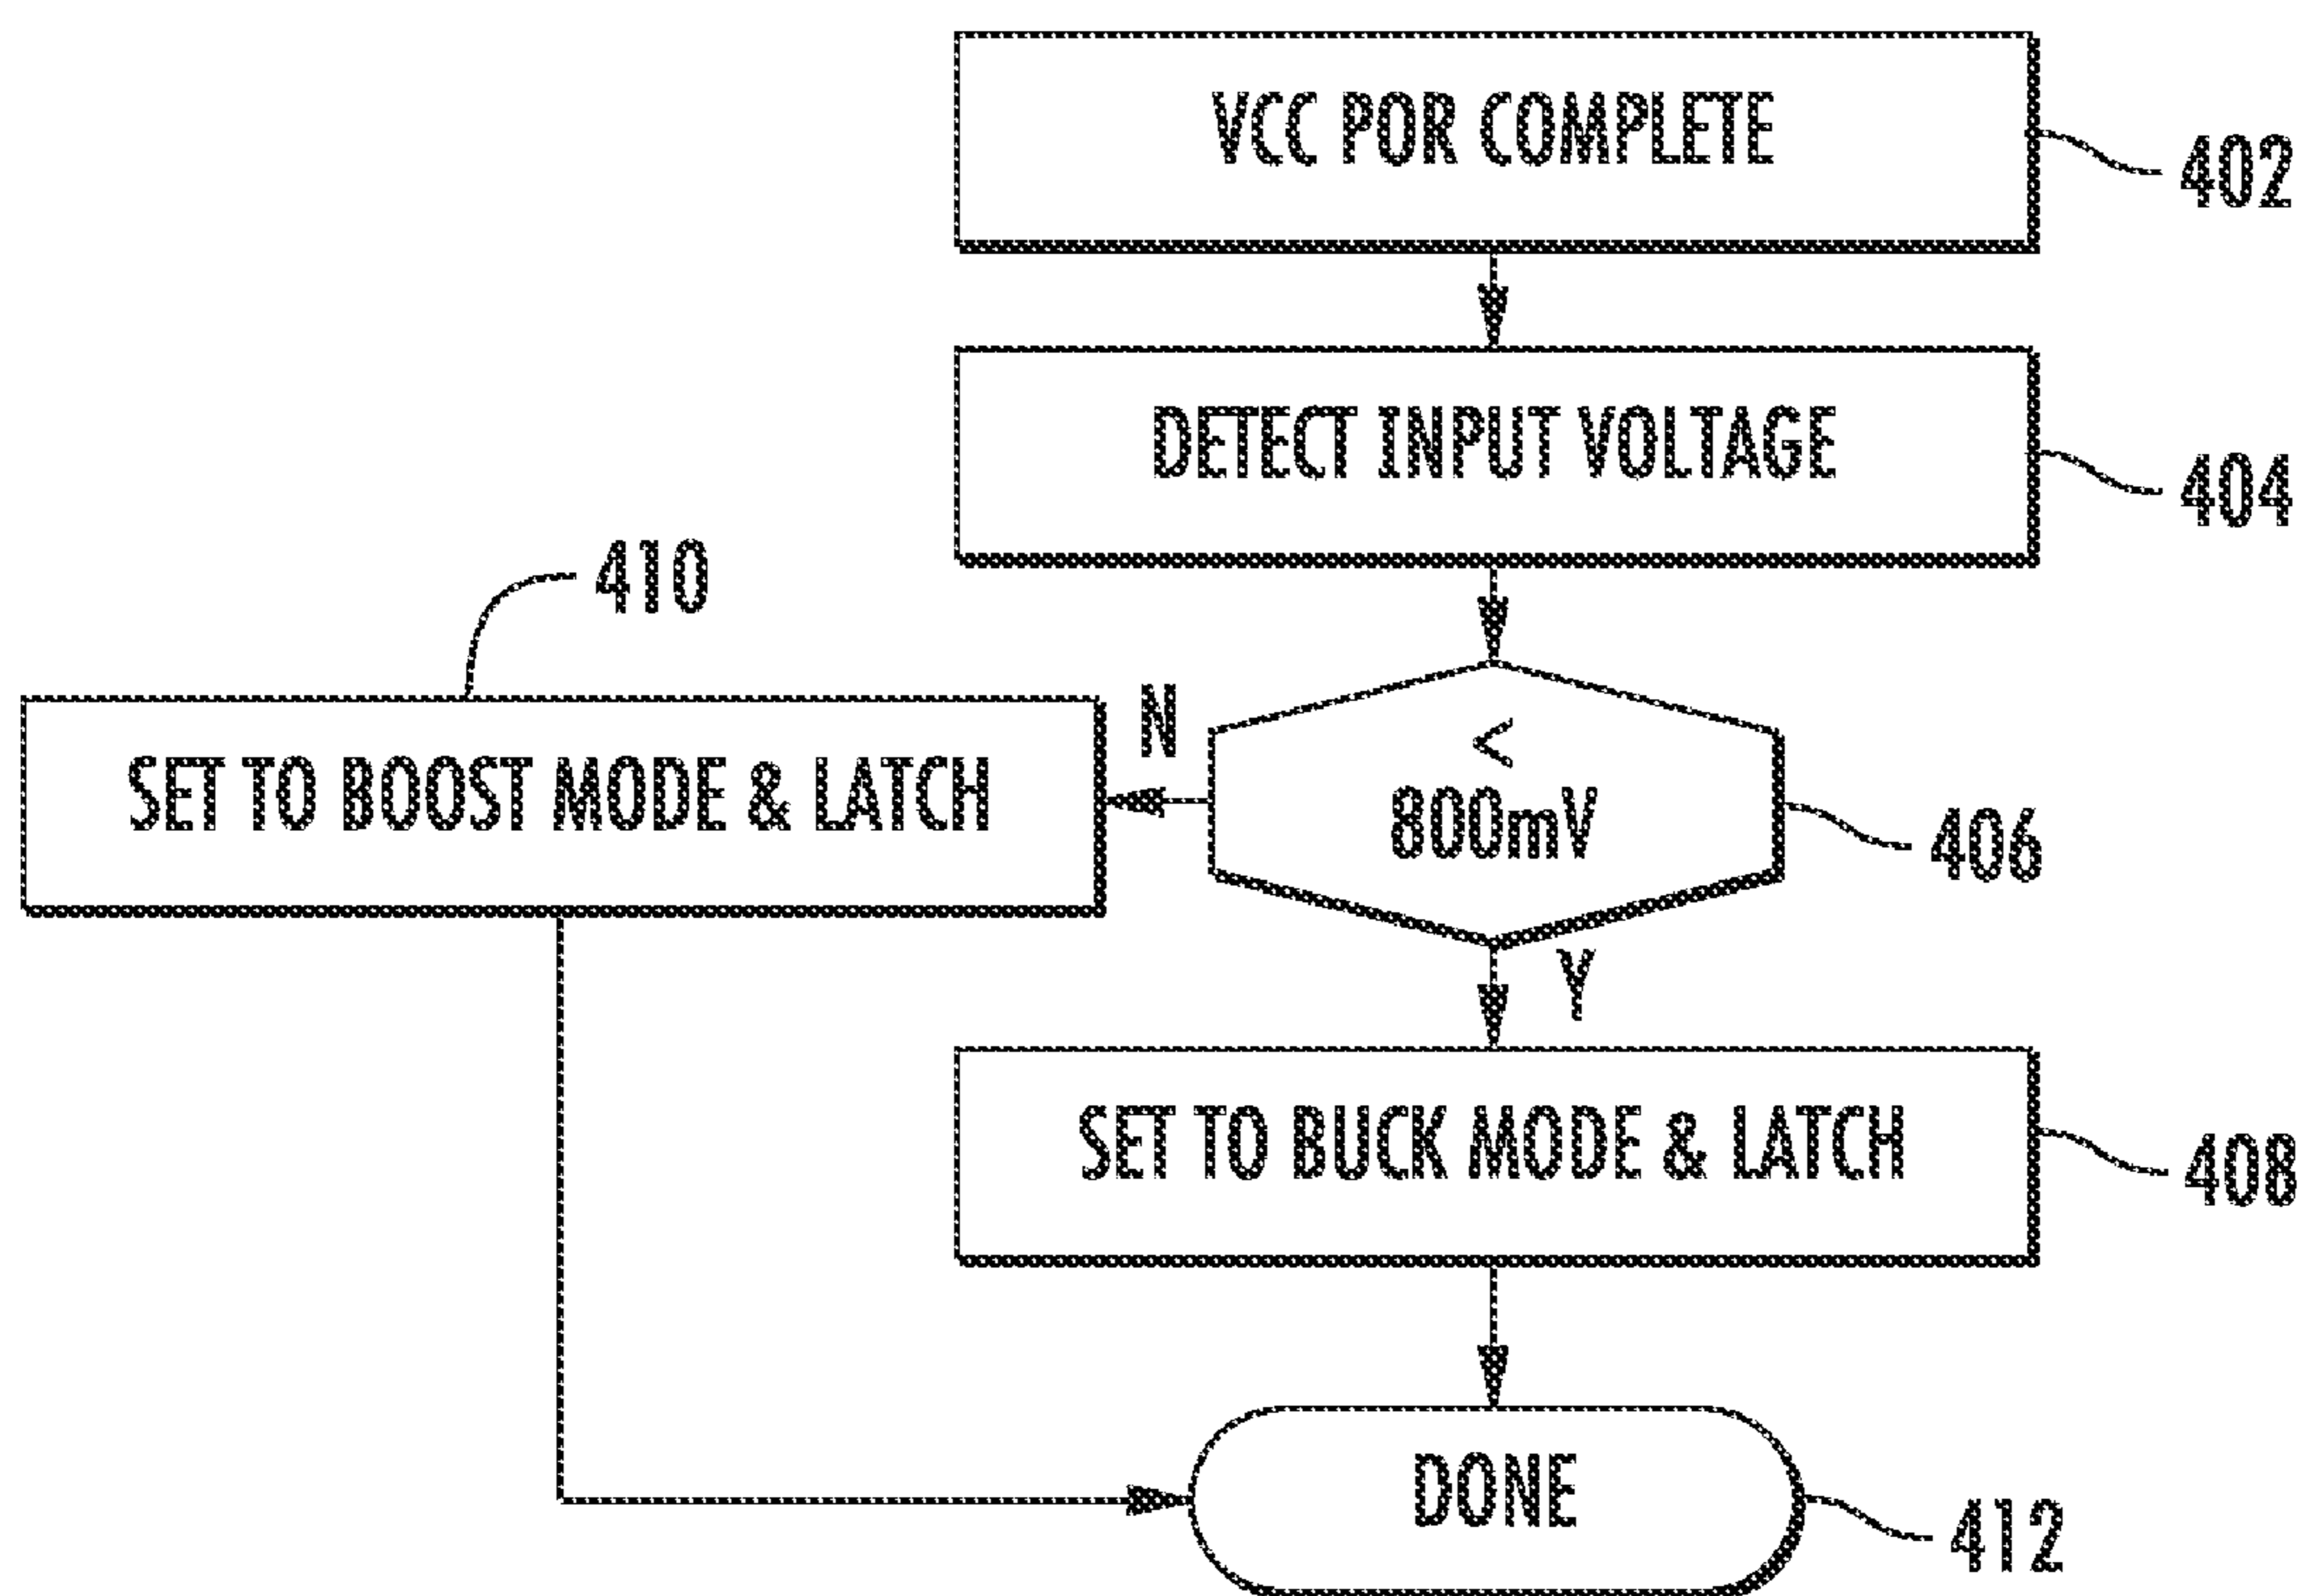 VCC POR COMPLETE
402
DETECT INPUT VOLTAGE
404
410
N
<
800mV
406
SET TO BOOST MODE & LATCH
Y
SET TO BUCK MODE & LATCH
408
DONE
412